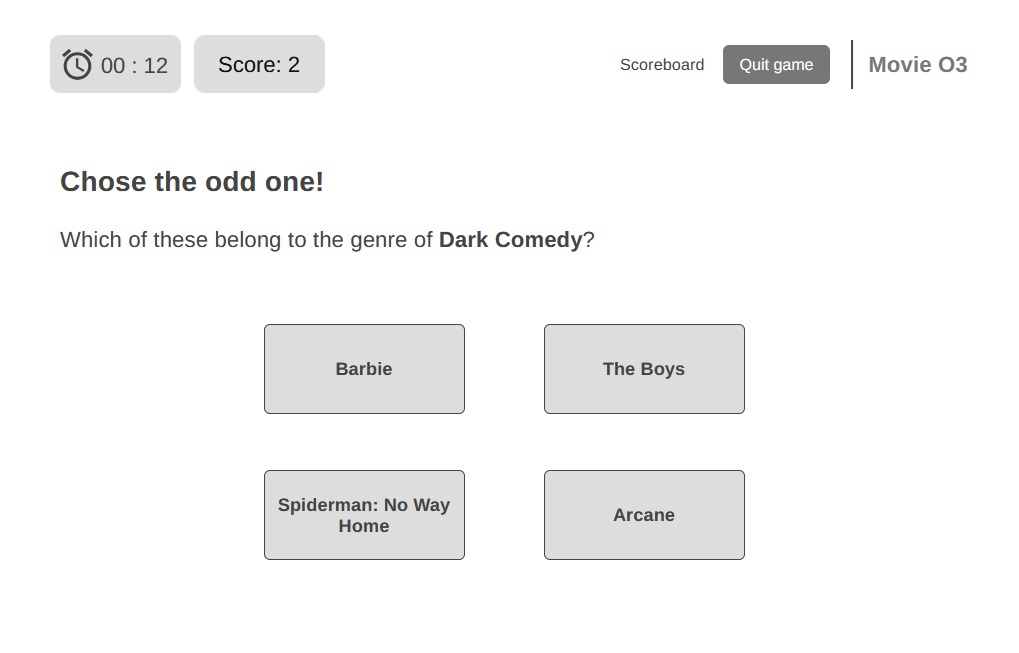 00 : 12
Score: 2
Scoreboard
Quit game
Movie O3
Chose the odd one!
Which of these belong to the genre of Dark Comedy?
Barbie
The Boys
Spiderman: No Way
Home
Arcane